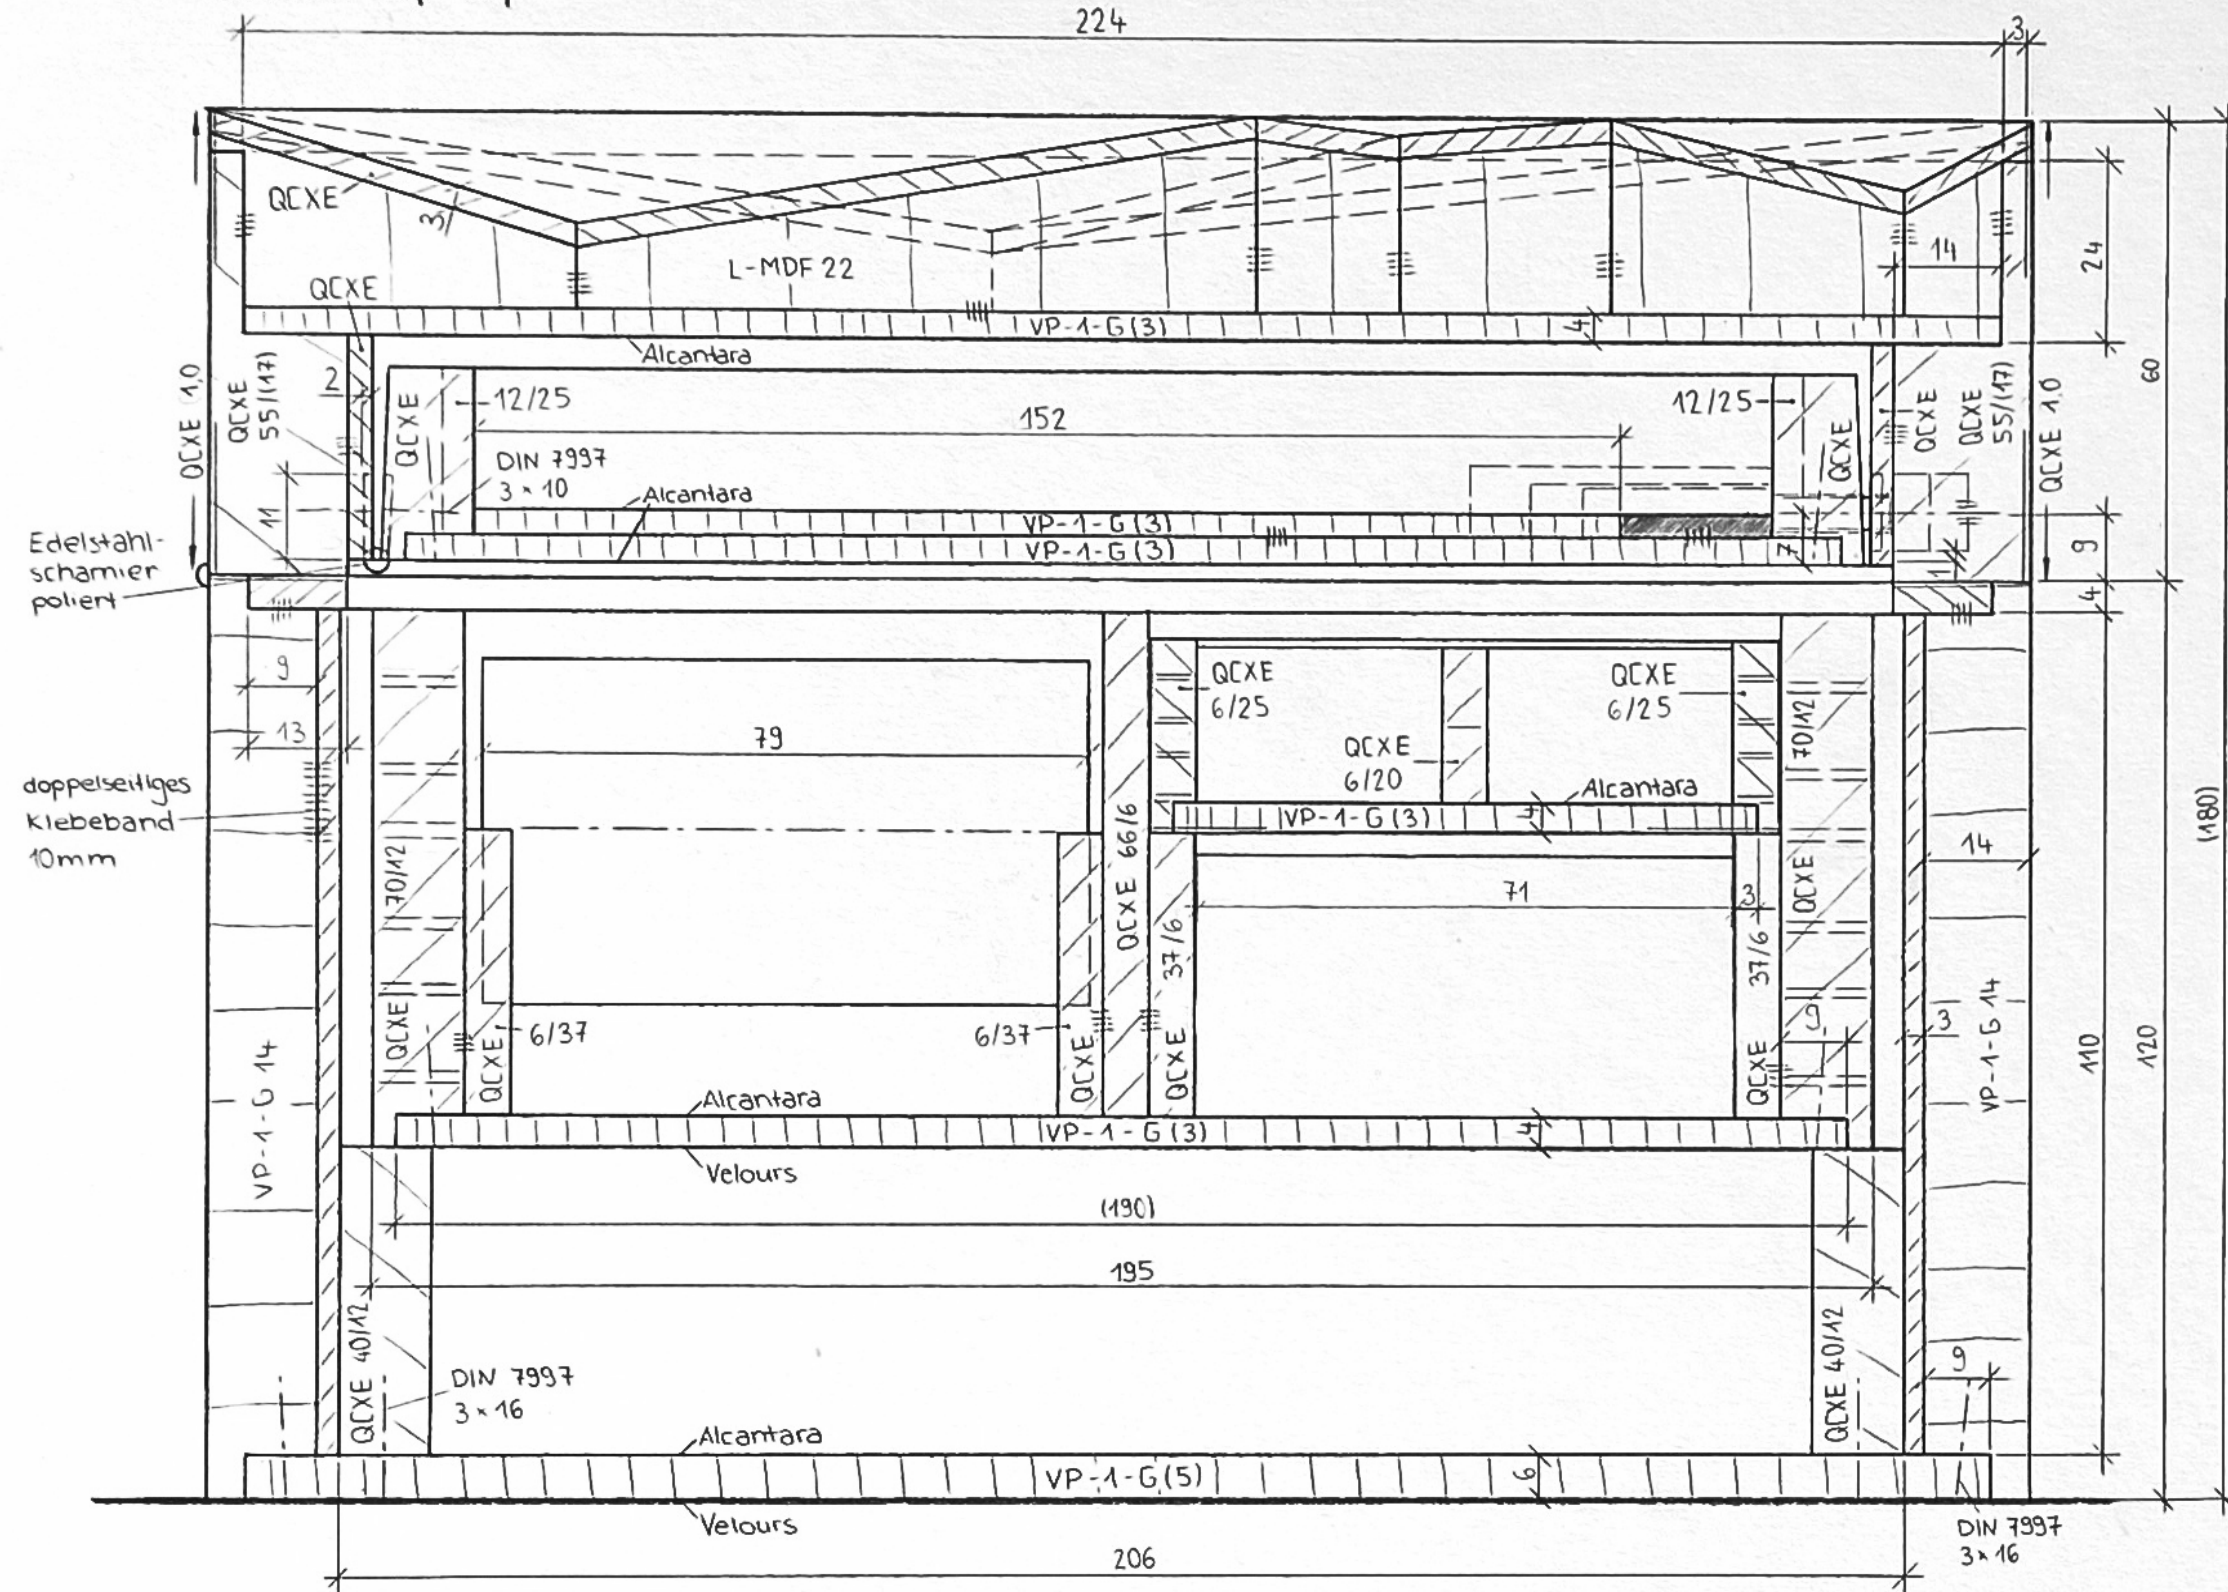 224
3
QCXE
3
L-MDF 22
14
24
QCXE
VP-1-G(3)
4
Alcantara
60
QCXE 1,0
QCXE
55/(17)
2
QCXE
12/25
152
12/25
QCXE
QCXE
QCXE
55/(17)
QCXE 1,0
DIN 7997
3 × 10
Alcantara
11
VP-1-G(3)
VP-1-G(3)
7
9
1
4
Edelstahl-
scharnier
poliert
9
13
79
QCXE
6/25
QCXE
6/25
QCXE
6/20
70/12
Alcantara
VP-1-G(3)
4
doppelseitiges
Klebeband
10mm
(180)
14
QCXE 70/12
QCXE 66/6
71
3
QCXE
QCXE 37/6
QCXE 37/6
9
3
VP-1-G 14
VP-1-G 14
110
120
QCXE
6/37
6/37
QCXE
Alcantara
VP-1-G(3)
4
Velours
(190)
195
QCXE 40/12
QCXE 40/12
9
DIN 7997
3 × 16
Alcantara
VP-1-G(5)
6
Velours
DIN 7997
3 × 16
206